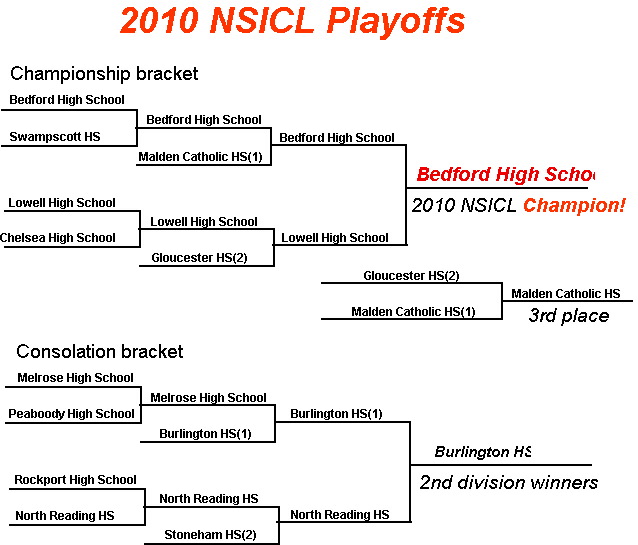 2010 NSICL Playoffs
Championship bracket
Bedford High School
Swampscott HS
Bedford High School
Malden Catholic HS(1)
Bedford High School
Lowell High School
Chelsea High School
Lowell High School
Gloucester HS(2)
Lowell High School
Bedford High Schoo
2010 NSICL Champion!
Gloucester HS(2)
Malden Catholic HS(1)
Malden Catholic HS
3rd place
Consolation bracket
Melrose High School
Peabody High School
Melrose High School
Burlington HS(1)
Burlington HS(1)
Rockport High School
North Reading HS
North Reading HS
Stoneham HS(2)
North Reading HS
Burlington HS
2nd division winners